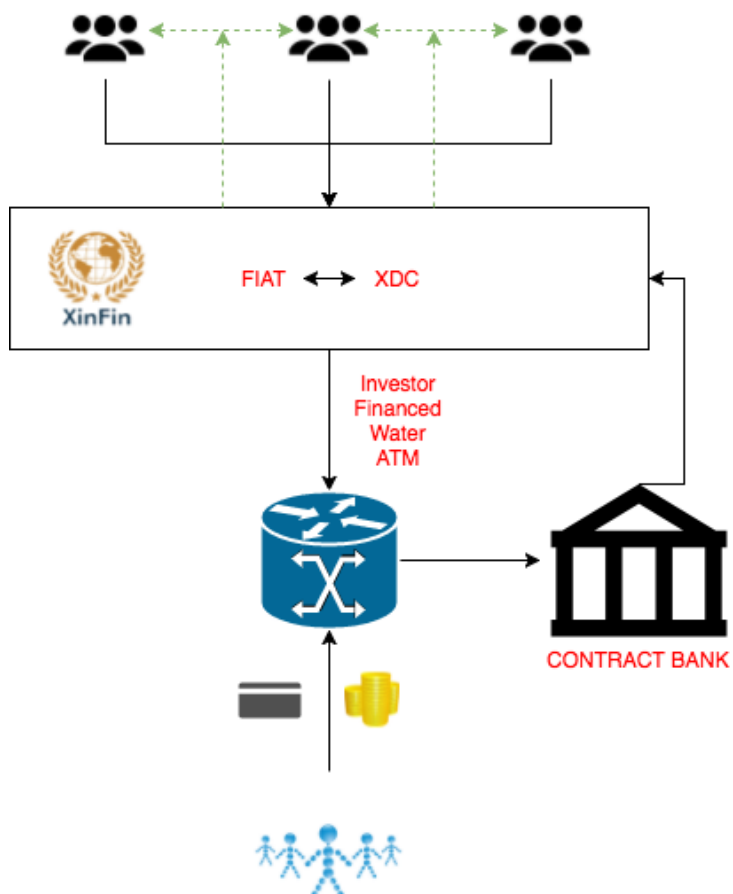 FIAT XDC
XinFin
Investor
Financed
Water
ATM
CONTRACT BANK